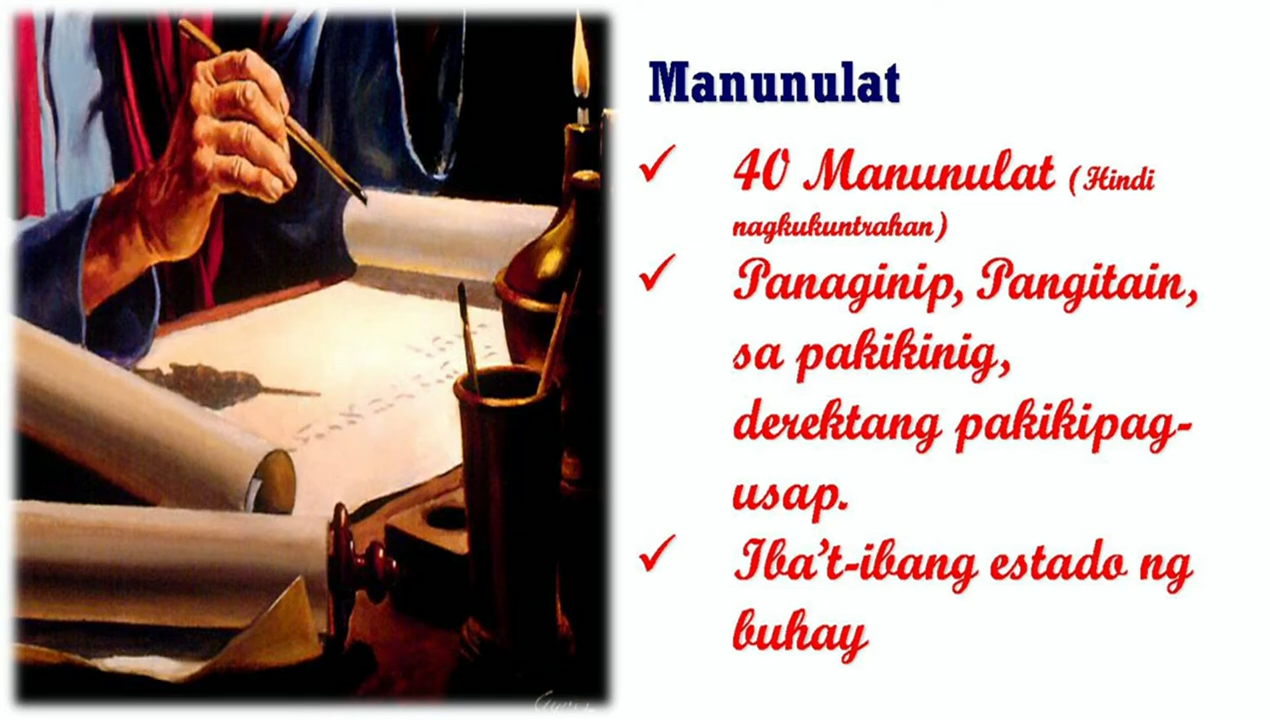 Manunulat
✓ 40 Manunulat (Hindi
nagkukuntrahan)
✓ Panaginip, Pangitain,
sa pakikinig,
derektang pakikipag-
usap.
✓ Iba't-ibang estado ng
buhay